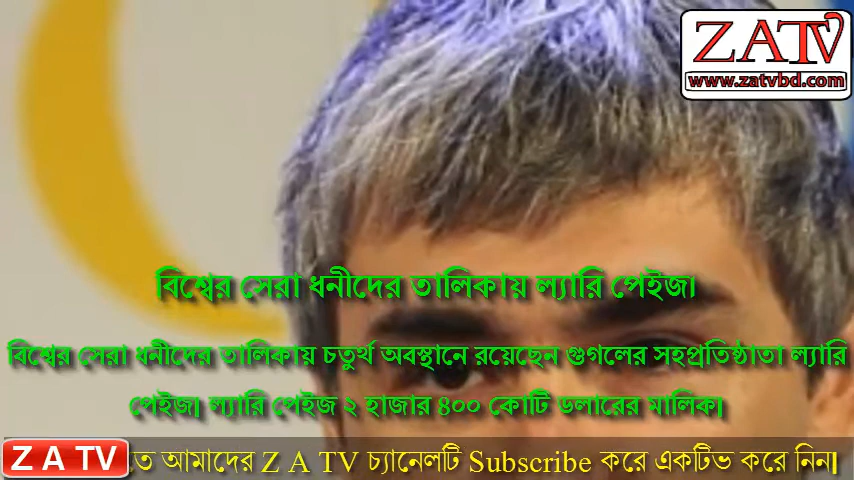 ZATV
www.zatvbd.com
বিশ্বের সেরা ধনীদের তালিকায় ল্যারি পেইজ।
বিশ্বের সেরা ধনীদের তালিকায় চতুর্থ অবস্থানে রয়েছেন গুগলের সহপ্রতিষ্ঠাতা ল্যারি
পেইজ। ল্যারি পেইজ ২ হাজার ৪০০ কোটি ডলারের মালিক।
Z A TV তে আমাদের Z A TV চ্যানেলটি Subscribe করে একটিভ করে নিন।